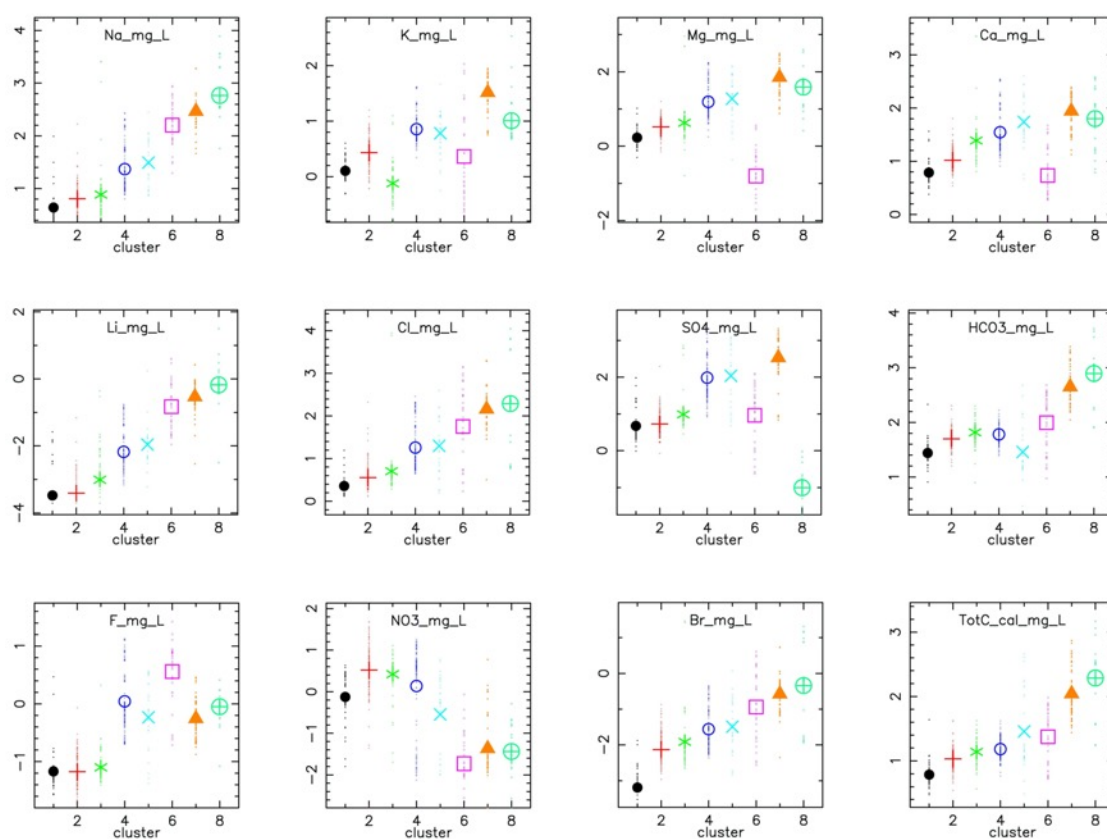 Na_mg_L
4
3
2
1
2 4 6 8
cluster
K_mg_L
2
1
0
2 4 6 8
cluster
Mg_mg_L
2
0
−2
2 4 6 8
cluster
Ca_mg_L
3
2
1
0
2 4 6 8
cluster
Li_mg_L
2
0
−2
−4
2 4 6 8
cluster
Cl_mg_L
4
3
2
1
0
2 4 6 8
cluster
SO4_mg_L
2
0
2 4 6 8
cluster
HCO3_mg_L
4
3
2
1
2 4 6 8
cluster
F_mg_L
1
0
−1
2 4 6 8
cluster
NO3_mg_L
2
1
0
−1
−2
2 4 6 8
cluster
Br_mg_L
0
−2
2 4 6 8
cluster
TotC_cal_mg_L
3
2
1
2 4 6 8
cluster